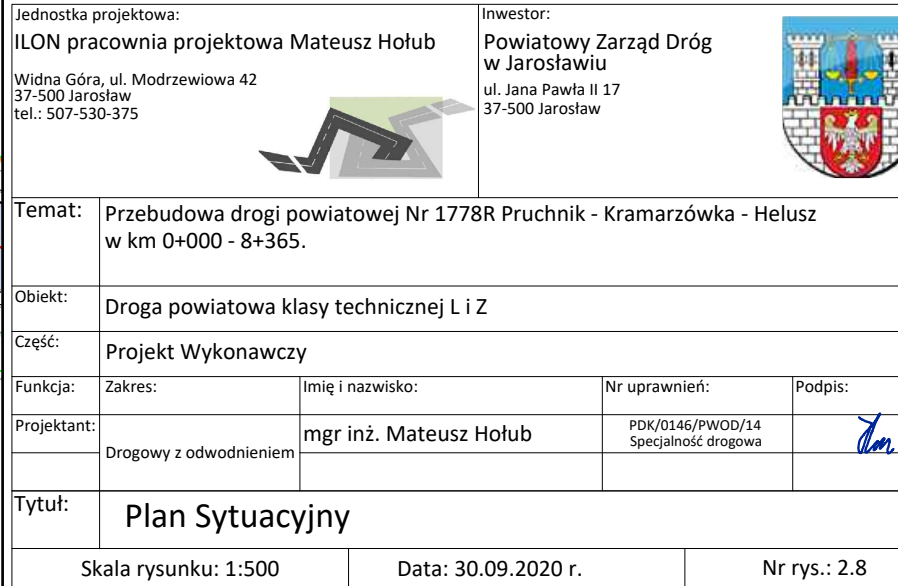 Jednostka projektowa:
ILON pracownia projektowa Mateusz Hołub
Widna Góra, ul. Modrzewiowa 42
37-500 Jarosław
tel.: 507-530-375
Inwestor:
Powiatowy Zarząd Dróg
w Jarosławiu
ul. Jana Pawła II 17
37-500 Jarosław
Temat:
Przebudowa drogi powiatowej Nr 1778R Pruchnik - Kramarzówka - Helusz
w km 0+000 - 8+365.
Obiekt:
Droga powiatowa klasy technicznej L i Z
Część:
Projekt Wykonawczy
Funkcja: Zakres: Imię i nazwisko: Nr uprawnień: Podpis:
Projektant:
Drogowy z odwodnieniem
mgr inż. Mateusz Hołub
PDK/0146/PWOD/14
Specjalność drogowa
Tytuł:
Plan Sytuacyjny
Skala rysunku: 1:500 Data: 30.09.2020 r. Nr rys.: 2.8